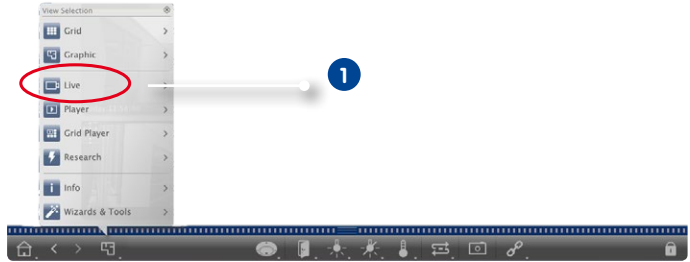 View Selection
Grid
Graphic
Live
1
Player
Grid Player
Research
Info
Wizards & Tools